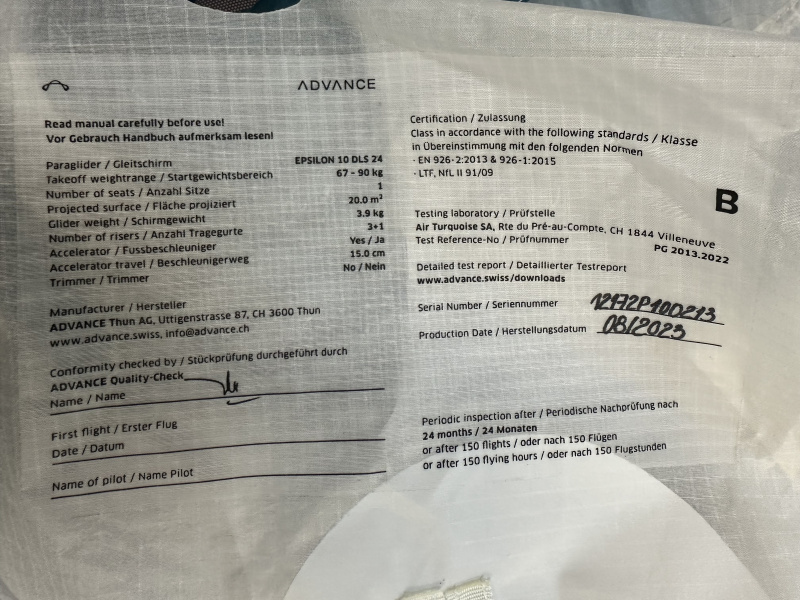 ADVANCE
Read manual carefully before use!
Vor Gebrauch Handbuch aufmerksam lesen!
Paraglider / Gleitschirm EPSILON 10 DLS 24
Takeoff weightrange / Startgewichtsbereich 67 - 90 kg
Number of seats / Anzahl Sitze 1
Projected surface / Fläche projiziert 20.0 m²
Glider weight / Schirmgewicht 3.9 kg
Number of risers / Anzahl Tragegurte 3+1
Accelerator / Fussbeschleuniger Yes / Ja
Accelerator travel / Beschleunigerweg 15.0 cm
Trimmer / Trimmer No / Nein
Manufacturer / Hersteller
ADVANCE Thun AG, Uttigenstrasse 87, CH 3600 Thun
www.advance.swiss, info@advance.ch
Conformity checked by / Stückprüfung durchgeführt durch
ADVANCE Quality-Check
Name / Name
First flight / Erster Flug
Date / Datum
Name of pilot / Name Pilot
Certification / Zulassung
Class in accordance with the following standards / Klasse
in Übereinstimmung mit den folgenden Normen
· EN 926-2:2013 & 926-1:2015
· LTF, NfL II 91/09
B
Testing laboratory / Prüfstelle
Air Turquoise SA, Rte du Pré-au-Compte, CH 1844 Villeneuve
Test Reference-No / Prüfnummer PG 2013.2022
Detailed test report / Detaillierter Testreport
www.advance.swiss/downloads
Serial Number / Seriennummer 12472P100213
Production Date / Herstellungsdatum 08/2023
Periodic inspection after / Periodische Nachprüfung nach
24 months / 24 Monaten
or after 150 flights / oder nach 150 Flügen
or after 150 flying hours / oder nach 150 Flugstunden